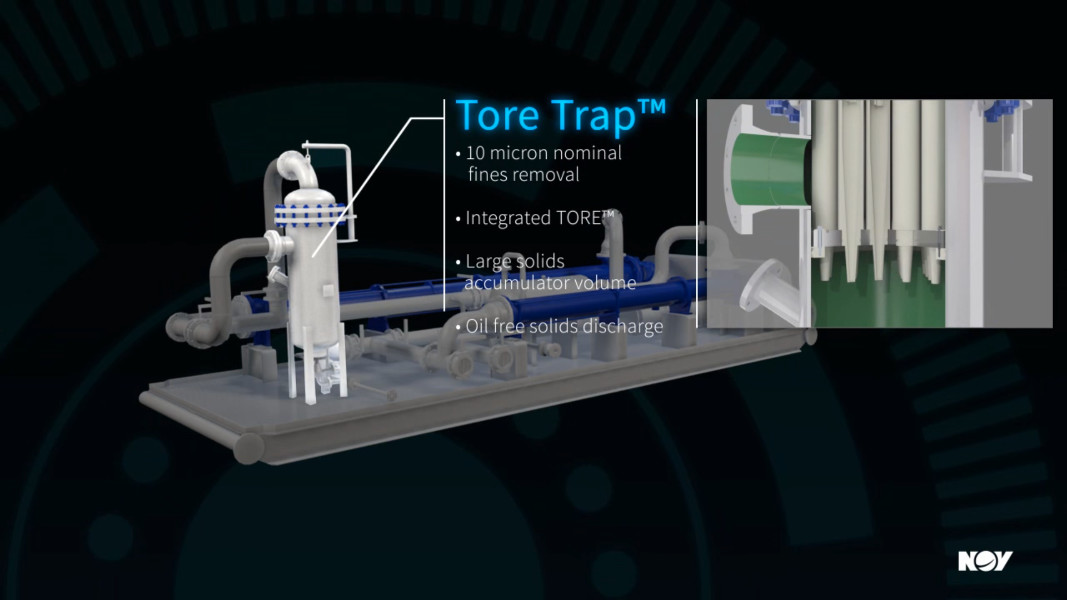 Tore Trap™
• 10 micron nominal
fines removal
• Integrated TORE™
• Large solids
accumulator volume
• Oil free solids discharge
NOV